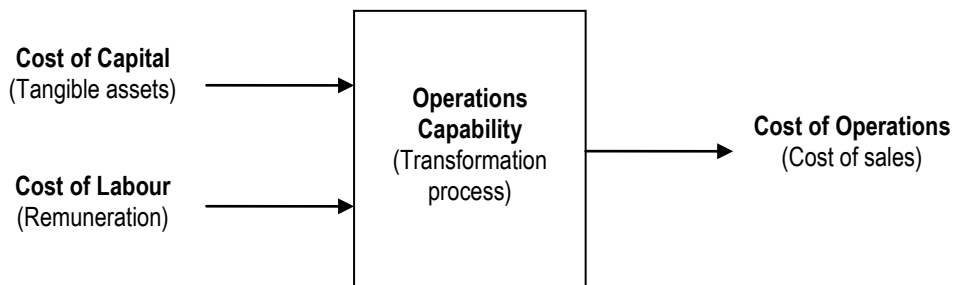 Cost of Capital
(Tangible assets)
Cost of Labour
(Remuneration)
Operations
Capability
(Transformation
process)
Cost of Operations
(Cost of sales)